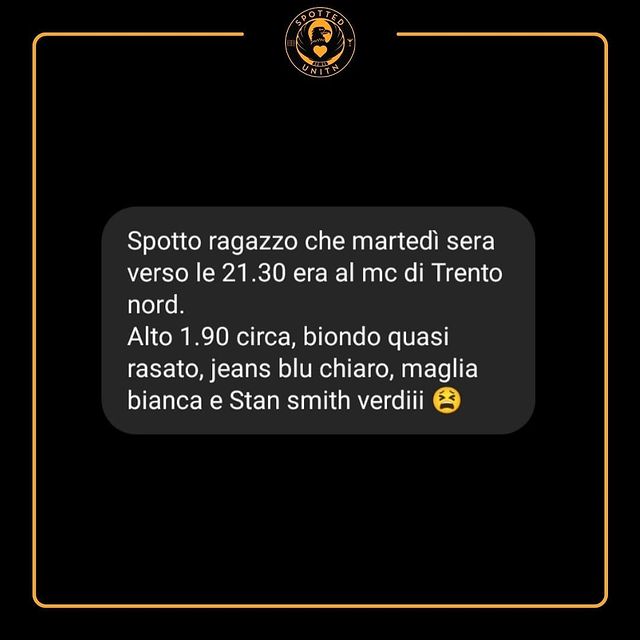 SPOTTED
UNITN
Spotto ragazzo che martedì sera
verso le 21.30 era al mc di Trento
nord.
Alto 1.90 circa, biondo quasi
rasato, jeans blu chiaro, maglia
bianca e Stan smith verdiii 😫